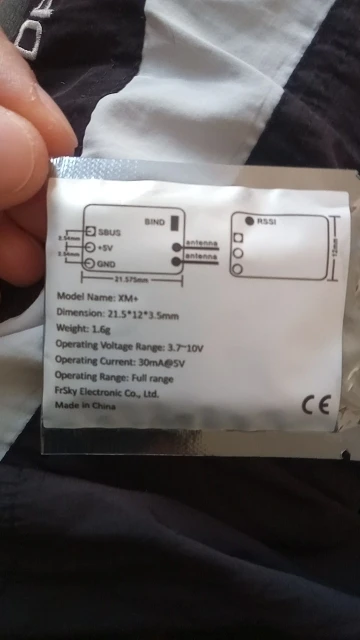 BIND
SBUS
+5V
GND
antenna
antenna
2.54mm
2.54mm
21.575mm
RSSI
12mm
Model Name: XM+
Dimension: 21.5*12*3.5mm
Weight: 1.6g
Operating Voltage Range: 3.7~10V
Operating Current: 30mA@5V
Operating Range: Full range
FrSky Electronic Co., Ltd.
Made in China
CE